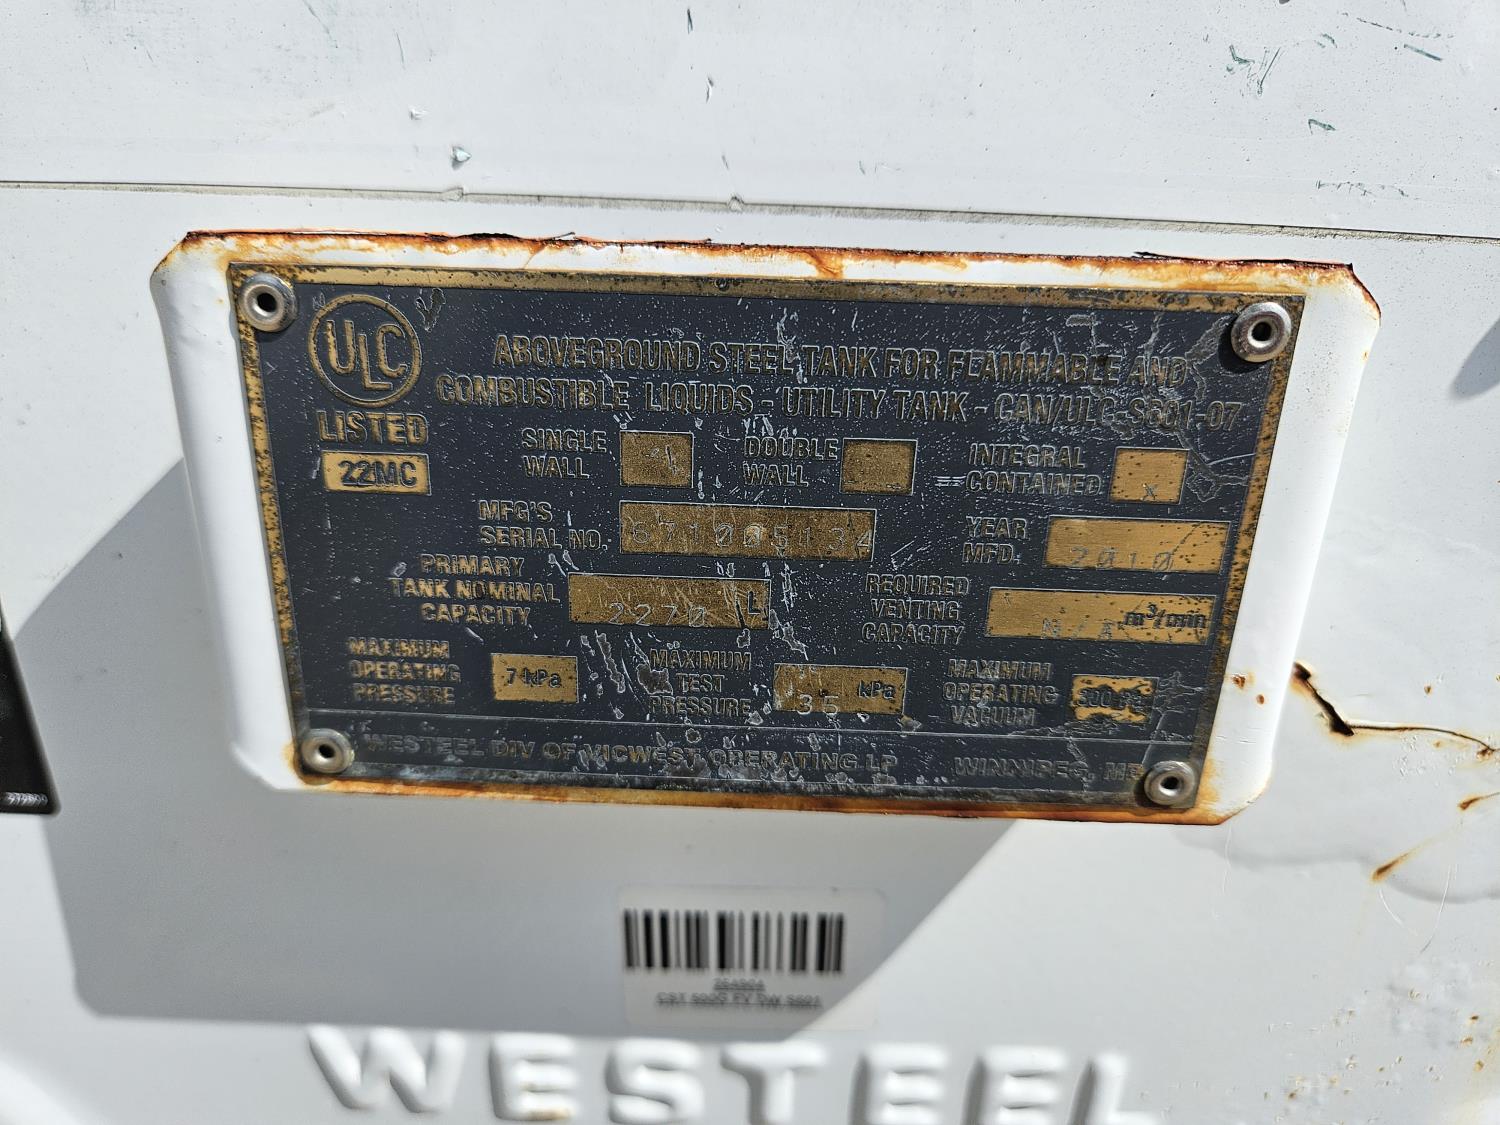 ULC
LISTED
22MC
ABOVEGROUND STEEL TANK FOR FLAMMABLE AND
COMBUSTIBLE LIQUIDS - UTILITY TANK - CAN/ULC-S601-07
SINGLE WALL
DOUBLE WALL
INTEGRAL CONTAINED X
MFG'S SERIAL NO. 671005134
YEAR MFD. 2010
PRIMARY TANK NOMINAL CAPACITY 2270 L
REQUIRED VENTING CAPACITY N/A m³/min
MAXIMUM OPERATING PRESSURE 7 kPa
MAXIMUM TEST PRESSURE 35 kPa
MAXIMUM OPERATING VACUUM
WESTEEL DIV OF VICWEST OPERATING LP WINNIPEG, MB
WESTEEL